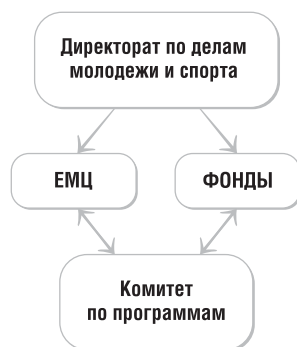 Директорат по делам
молодежи и спорта
ЕМЦ
ФОНДЫ
Комитет
по программам